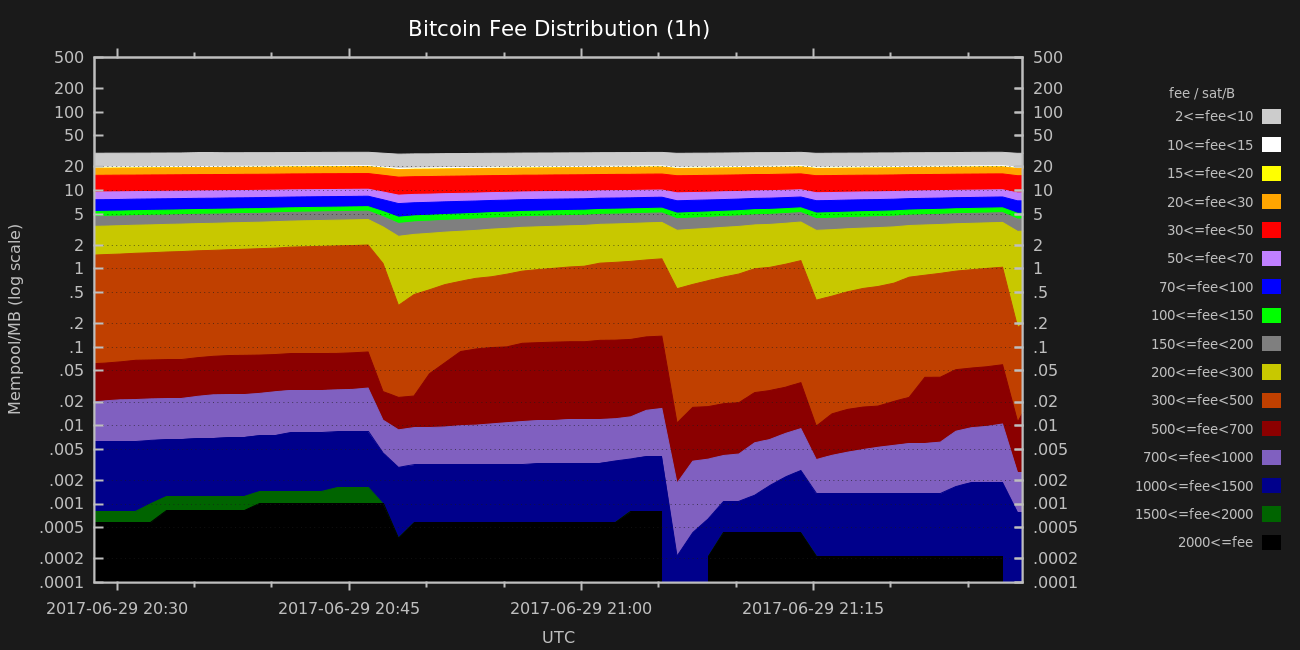 Bitcoin Fee Distribution (1h)
Mempool/MB (log scale)
500
200
100
50
20
10
5
2
1
.5
.2
.1
.05
.02
.01
.005
.002
.001
.0005
.0002
.0001
500
200
100
50
20
10
5
2
1
.5
.2
.1
.05
.02
.01
.005
.002
.001
.0005
.0002
.0001
2017-06-29 20:30
2017-06-29 20:45
2017-06-29 21:00
2017-06-29 21:15
UTC
fee / sat/B
2<=fee<10
10<=fee<15
15<=fee<20
20<=fee<30
30<=fee<50
50<=fee<70
70<=fee<100
100<=fee<150
150<=fee<200
200<=fee<300
300<=fee<500
500<=fee<700
700<=fee<1000
1000<=fee<1500
1500<=fee<2000
2000<=fee